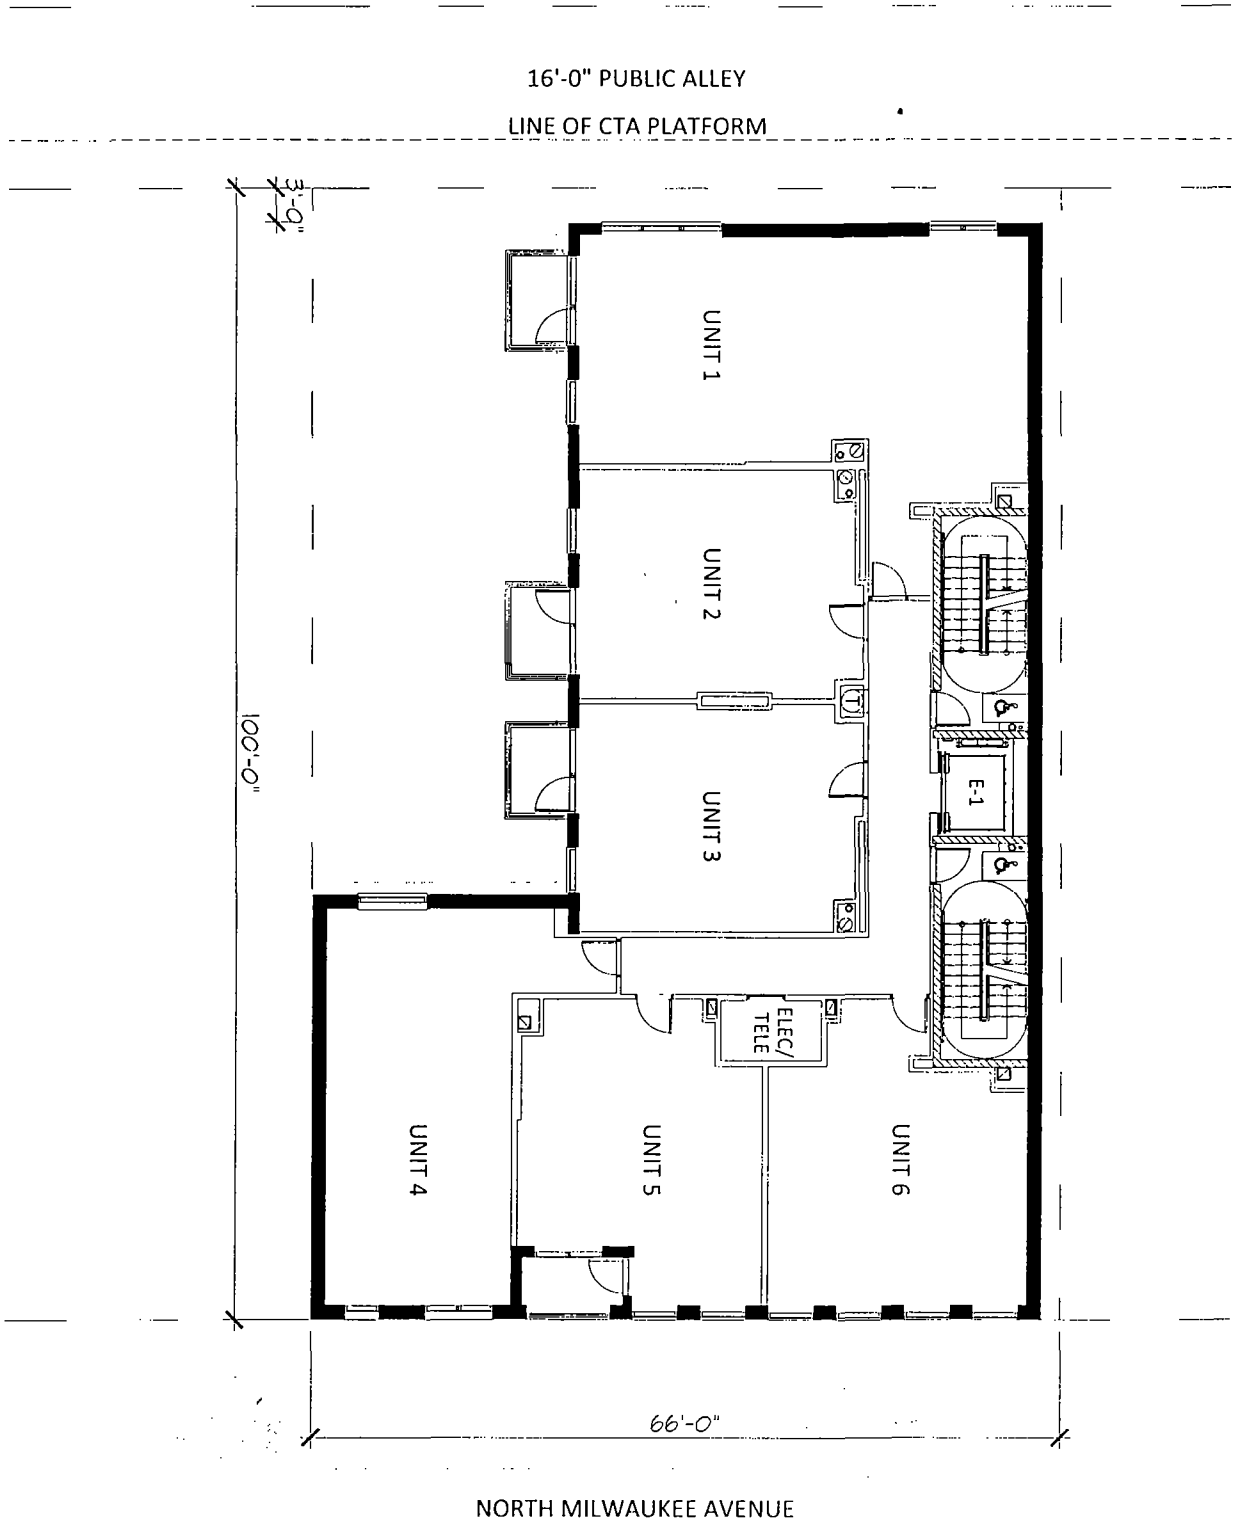 16'-0" PUBLIC ALLEY
LINE OF CTA PLATFORM
3'-0"
UNIT 1
UNIT 2
100'-0"
T
E-1
UNIT 3
ELEC/
TELE
UNIT 4
UNIT 5
UNIT 6
66'-0"
NORTH MILWAUKEE AVENUE